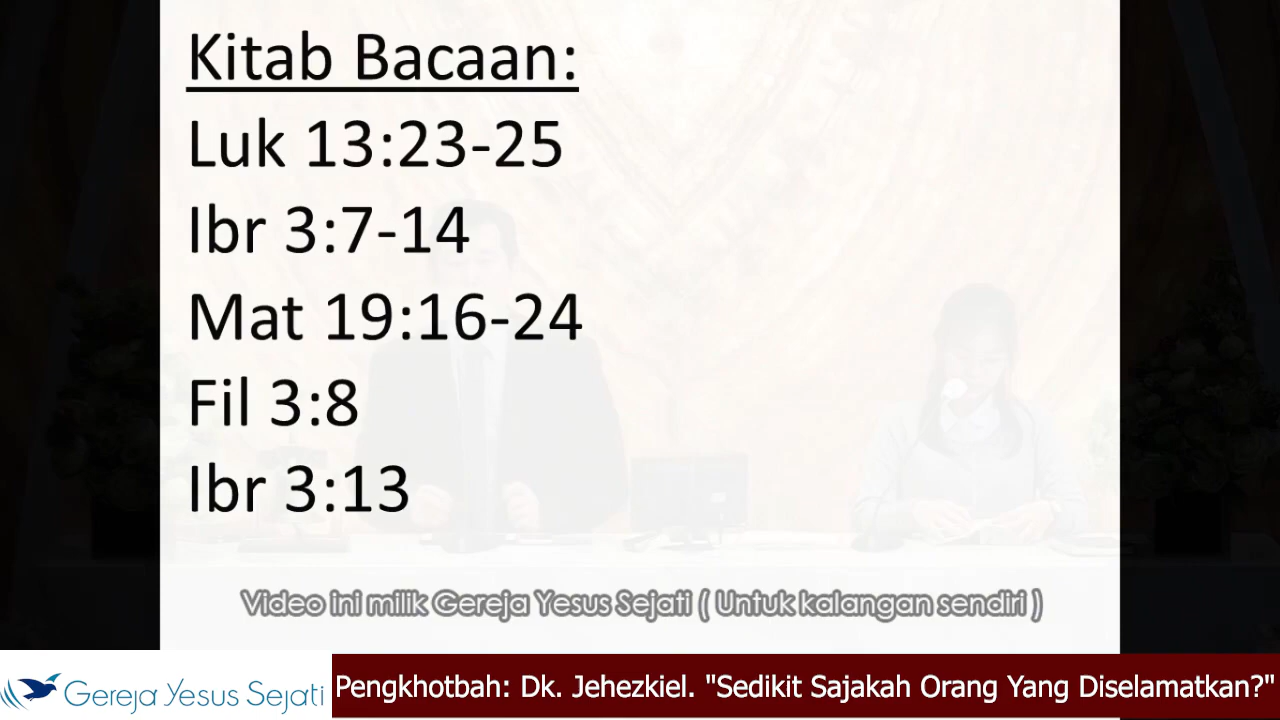 Kitab Bacaan:
Luk 13:23-25
Ibr 3:7-14
Mat 19:16-24
Fil 3:8
Ibr 3:13
Video ini milik Gereja Yesus Sejati ( Untuk kalangan sendiri )
Gereja Yesus Sejati
Pengkhotbah: Dk. Jehezkiel. "Sedikit Sajakah Orang Yang Diselamatkan?"